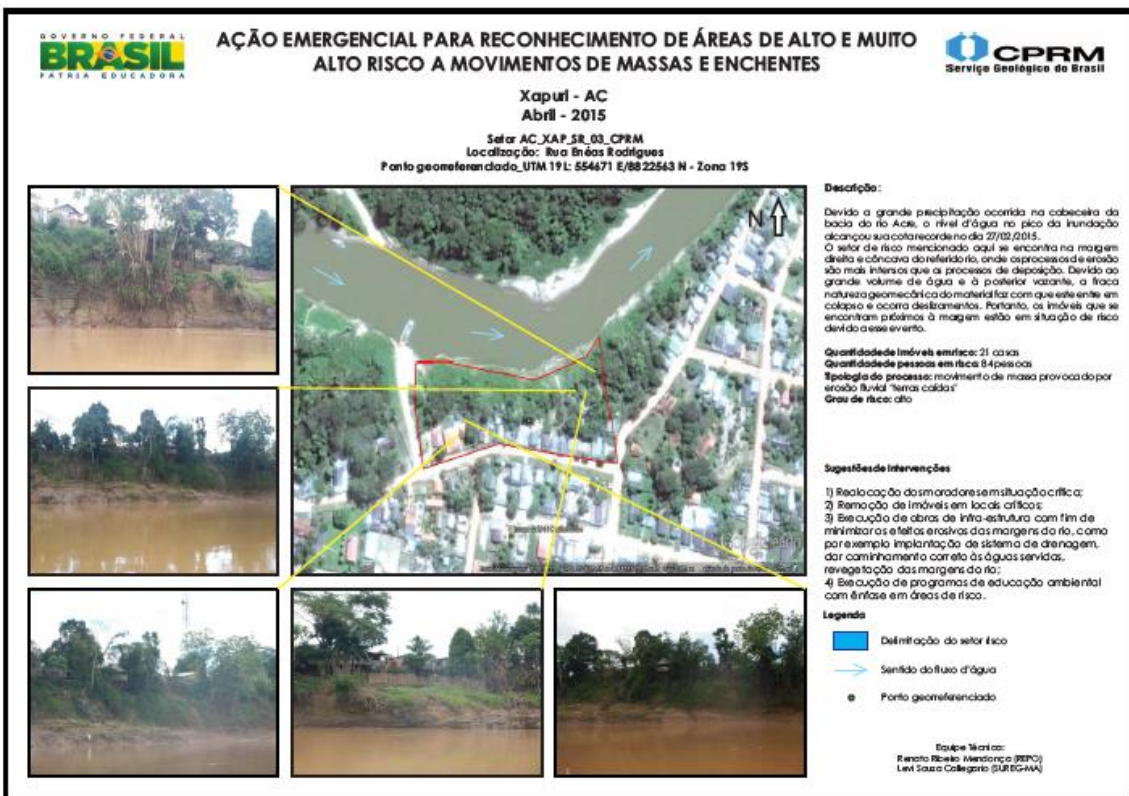 GOVERNO FEDERAL
BRASIL
PÁTRIA EDUCADORA
AÇÃO EMERGENCIAL PARA RECONHECIMENTO DE ÁREAS DE ALTO E MUITO
ALTO RISCO A MOVIMENTOS DE MASSAS E ENCHENTES
CPRM
Serviço Geológico do Brasil
Xapuri - AC
Abril - 2015
Setor AC_XAP_SR_03_CPRM
Localização: Rua Enéas Rodrigues
Ponto georreferenciado_UTM 19 L: 554671 E/8822563 N - Zona 19S
N
Descrição:
Devido a grande precipitação ocorrida na cabeceira da
bacia do rio Acre, o nível d'água no pico da inundação
alcançou sua cota recorde no dia 27/02/2015.
O setor de risco mencionado aqui se encontra na margem
direita e côncava do referido rio, onde os processos de erosão
são mais intensos que os processos de deposição. Devido ao
grande volume de água e à posterior vazante, a fraca
natureza geomecânica do material faz com que este entre em
colapso e ocorra deslizamentos. Portanto, os imóveis que se
encontram próximos à margem estão em situação de risco
devido a esse evento.
Quantidade de imóveis em risco: 21 casas
Quantidade de pessoas em risco: 84 pessoas
Tipologia do processo: movimento de massa provocado por
erosão fluvial "terras caídas"
Grau de risco: alto
Sugestões de Intervenções
1) Realocação dos moradores em situação crítica;
2) Remoção de imóveis em locais críticos;
3) Execução de obras de infra-estrutura com fim de
minimizar os efeitos erosivos das margens do rio, como
por exemplo implantação de sistema de drenagem,
dar caminhamento correto às águas servidas,
revegetação das margens do rio;
4) Execução de programas de educação ambiental
com ênfase em áreas de risco.
Legenda
Delimitação do setor risco
Sentido do fluxo d'água
Ponto georreferenciado
Equipe Técnica:
Renato Ribeiro Mendonça (REPO)
Levi Souza Callegario (SUREG-MA)